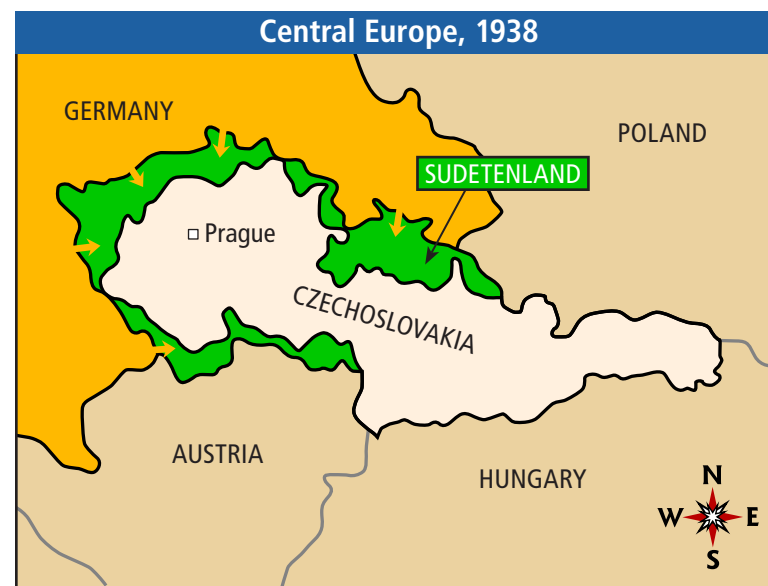 Central Europe, 1938
GERMANY
POLAND
SUDETENLAND
Prague
CZECHOSLOVAKIA
AUSTRIA
HUNGARY
N
W E
S